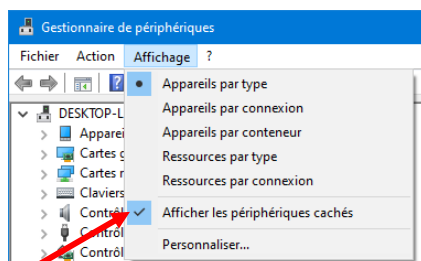 Gestionnaire de périphériques
Fichier Action Affichage ?
Appareils par type
Appareils par connexion
Appareils par conteneur
Ressources par type
Ressources par connexion
Afficher les périphériques cachés
Personnaliser...
DESKTOP-L
Apparei
Cartes g
Cartes r
Claviers
Contrôl
Contrôl
Contrôl